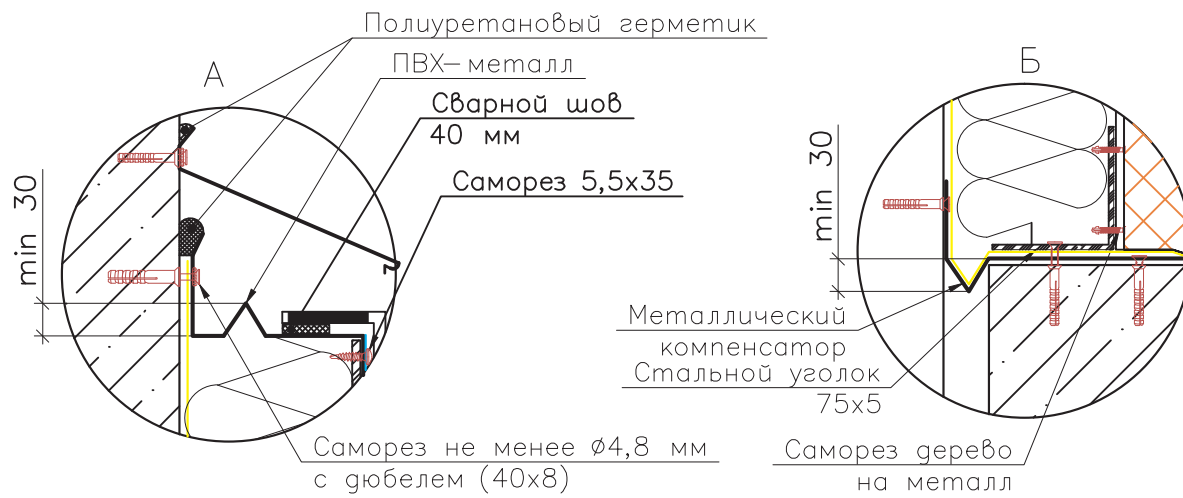 Полиуретановый герметик
А
ПВХ–металл
Сварной шов
40 мм
Саморез 5,5х35
min 30
Саморез не менее ⌀4,8 мм
с дюбелем (40х8)
Б
min 30
Металлический
компенсатор
Стальной уголок
75х5
Саморез дерево
на металл